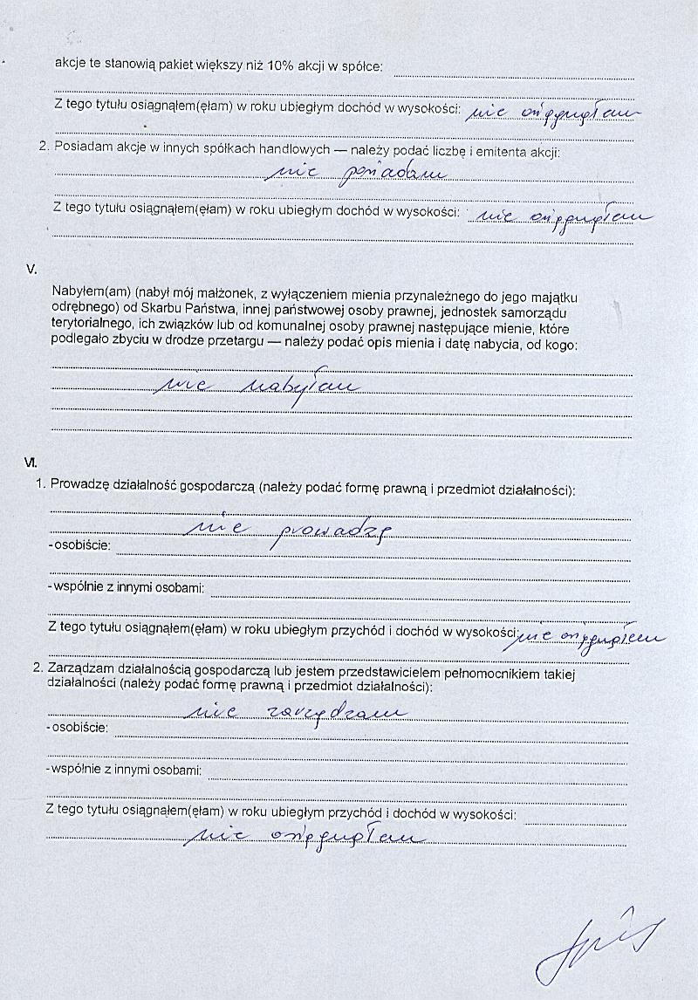 akcje te stanowią pakiet większy niż 10% akcji w spółce:
Z tego tytułu osiągnąłem(ęłam) w roku ubiegłym dochód w wysokości: nie osiągnęłam
2. Posiadam akcje w innych spółkach handlowych — należy podać liczbę i emitenta akcji:
nie posiadam
Z tego tytułu osiągnąłem(ęłam) w roku ubiegłym dochód w wysokości: nie osiągnęłam
V.
Nabyłem(am) (nabył mój małżonek, z wyłączeniem mienia przynależnego do jego majątku
odrębnego) od Skarbu Państwa, innej państwowej osoby prawnej, jednostek samorządu
terytorialnego, ich związków lub od komunalnej osoby prawnej następujące mienie, które
podlegało zbyciu w drodze przetargu — należy podać opis mienia i datę nabycia, od kogo:
nie nabyłam
VI.
1. Prowadzę działalność gospodarczą (należy podać formę prawną i przedmiot działalności):
nie prowadzę
- osobiście:
- wspólnie z innymi osobami:
Z tego tytułu osiągnąłem(ęłam) w roku ubiegłym przychód i dochód w wysokości: nie osiągnęłam
2. Zarządzam działalnością gospodarczą lub jestem przedstawicielem pełnomocnikiem takiej
działalności (należy podać formę prawną i przedmiot działalności):
nie zarządzam
- osobiście:
- wspólnie z innymi osobami:
Z tego tytułu osiągnąłem(ęłam) w roku ubiegłym przychód i dochód w wysokości:
nie osiągnęłam